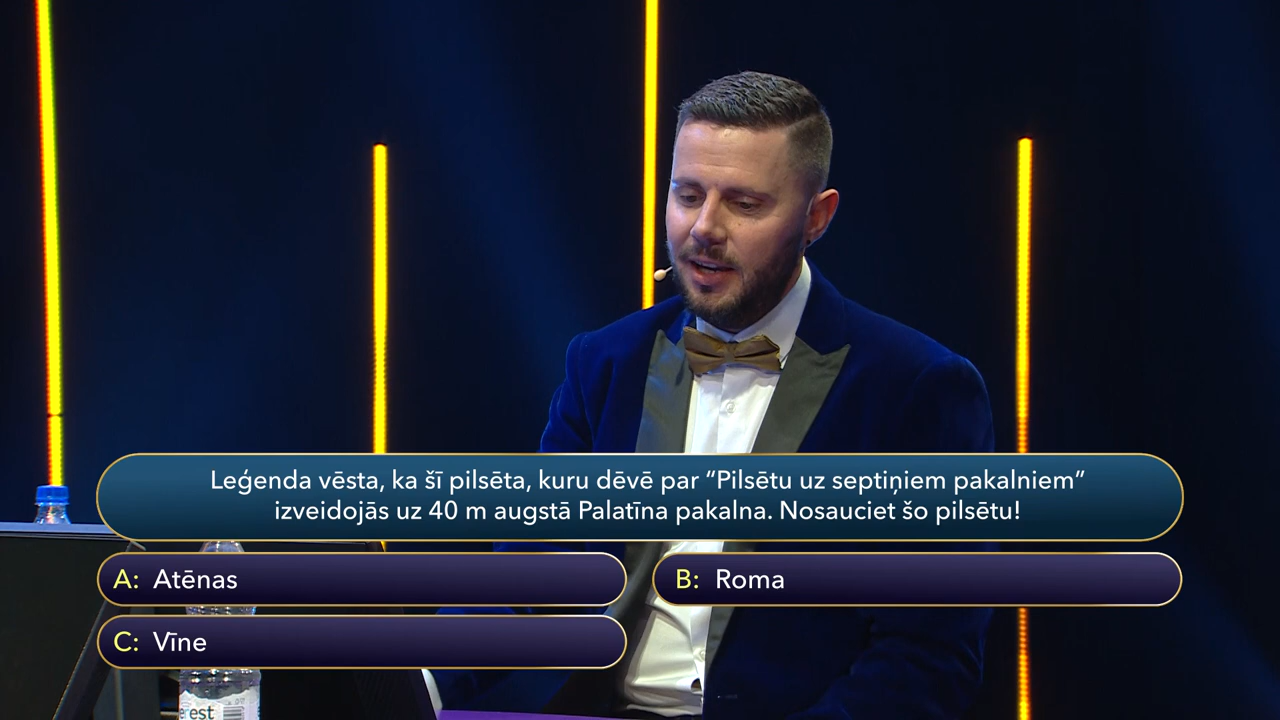 Leģenda vēsta, ka šī pilsēta, kuru dēvē par “Pilsētu uz septiņiem pakalniem”
izveidojās uz 40 m augstā Palatīna pakalna. Nosauciet šo pilsētu!
A: Atēnas
B: Roma
C: Vīne